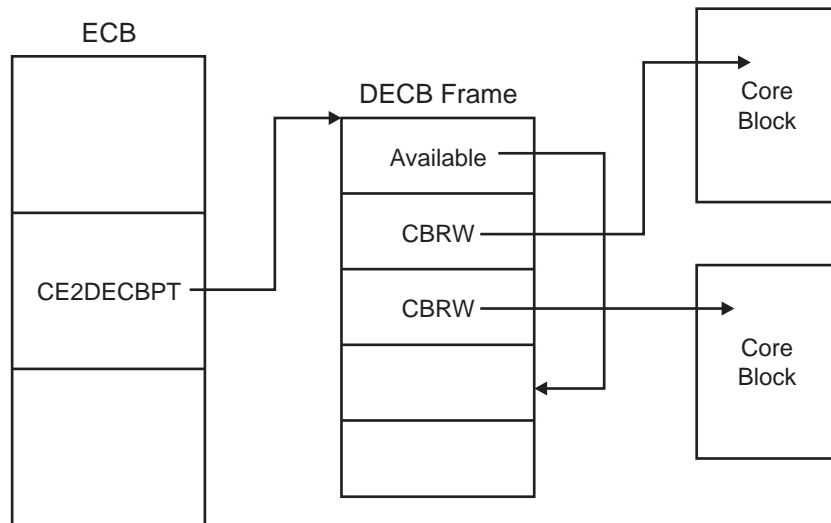 ECB
DECB Frame
Available
CBRW
CE2DECBPT
CBRW
Core
Block
Core
Block